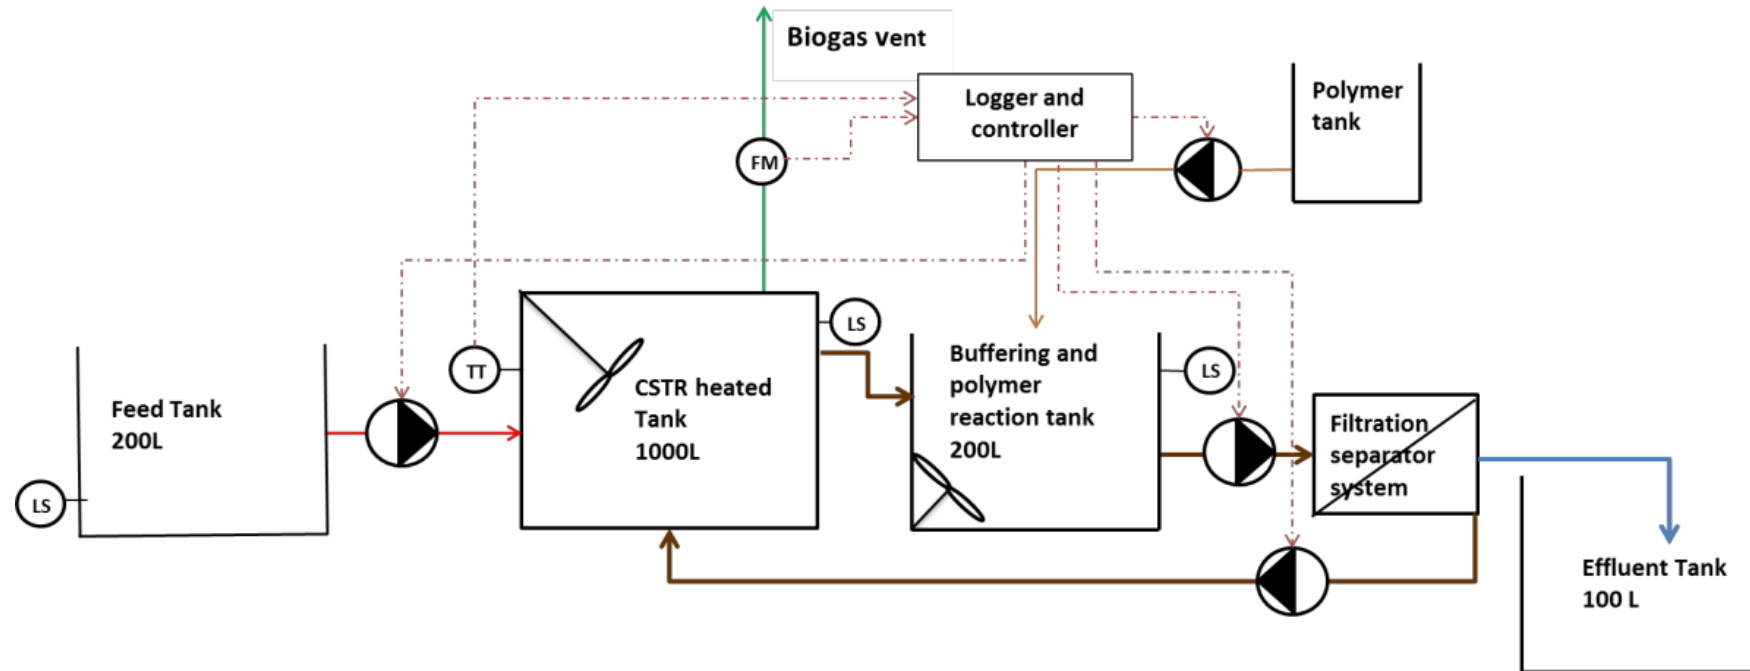 Biogas vent
Logger and
controller
Polymer
tank
FM
LS
TT
LS
Buffering and
polymer
reaction tank
200L
CSTR heated
Tank
1000L
Feed Tank
200L
LS
LS
Filtration
separator
system
Effluent Tank
100 L